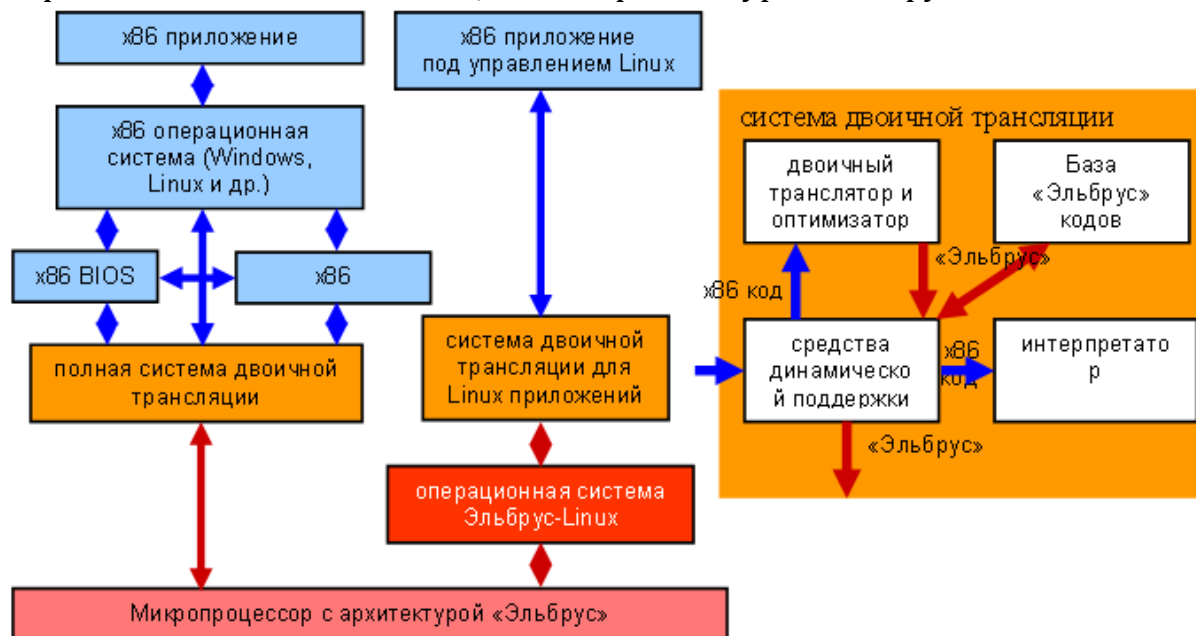 x86 приложение
x86 операционная
система (Windows,
Linux и др.)
x86 BIOS
x86
полная система двоичной
трансляции
x86 приложение
под управлением Linux
система двоичной
трансляции для
Linux приложений
операционная система
Эльбрус-Linux
Микропроцессор с архитектурой «Эльбрус»
система двоичной трансляции
двоичный
транслятор и
оптимизатор
База
«Эльбрус»
кодов
«Эльбрус»
x86 код
средства
динамическо
й поддержки
x86
код
интерпретато
р
«Эльбрус»